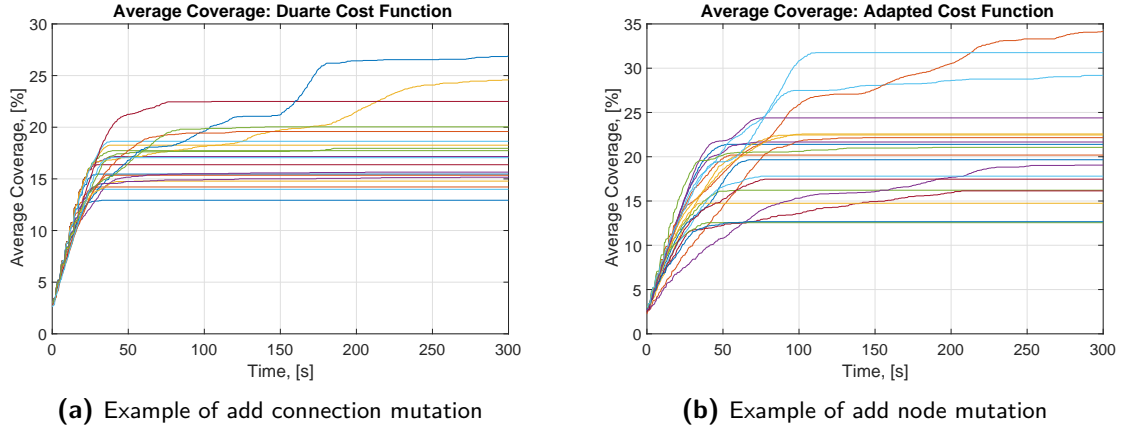 Average Coverage: Duarte Cost Function
30
25
20
15
10
5
0
Average Coverage, [%]
0 50 100 150 200 250 300
Time, [s]
(a) Example of add connection mutation
Average Coverage: Adapted Cost Function
35
30
25
20
15
10
5
0
Average Coverage, [%]
0 50 100 150 200 250 300
Time, [s]
(b) Example of add node mutation